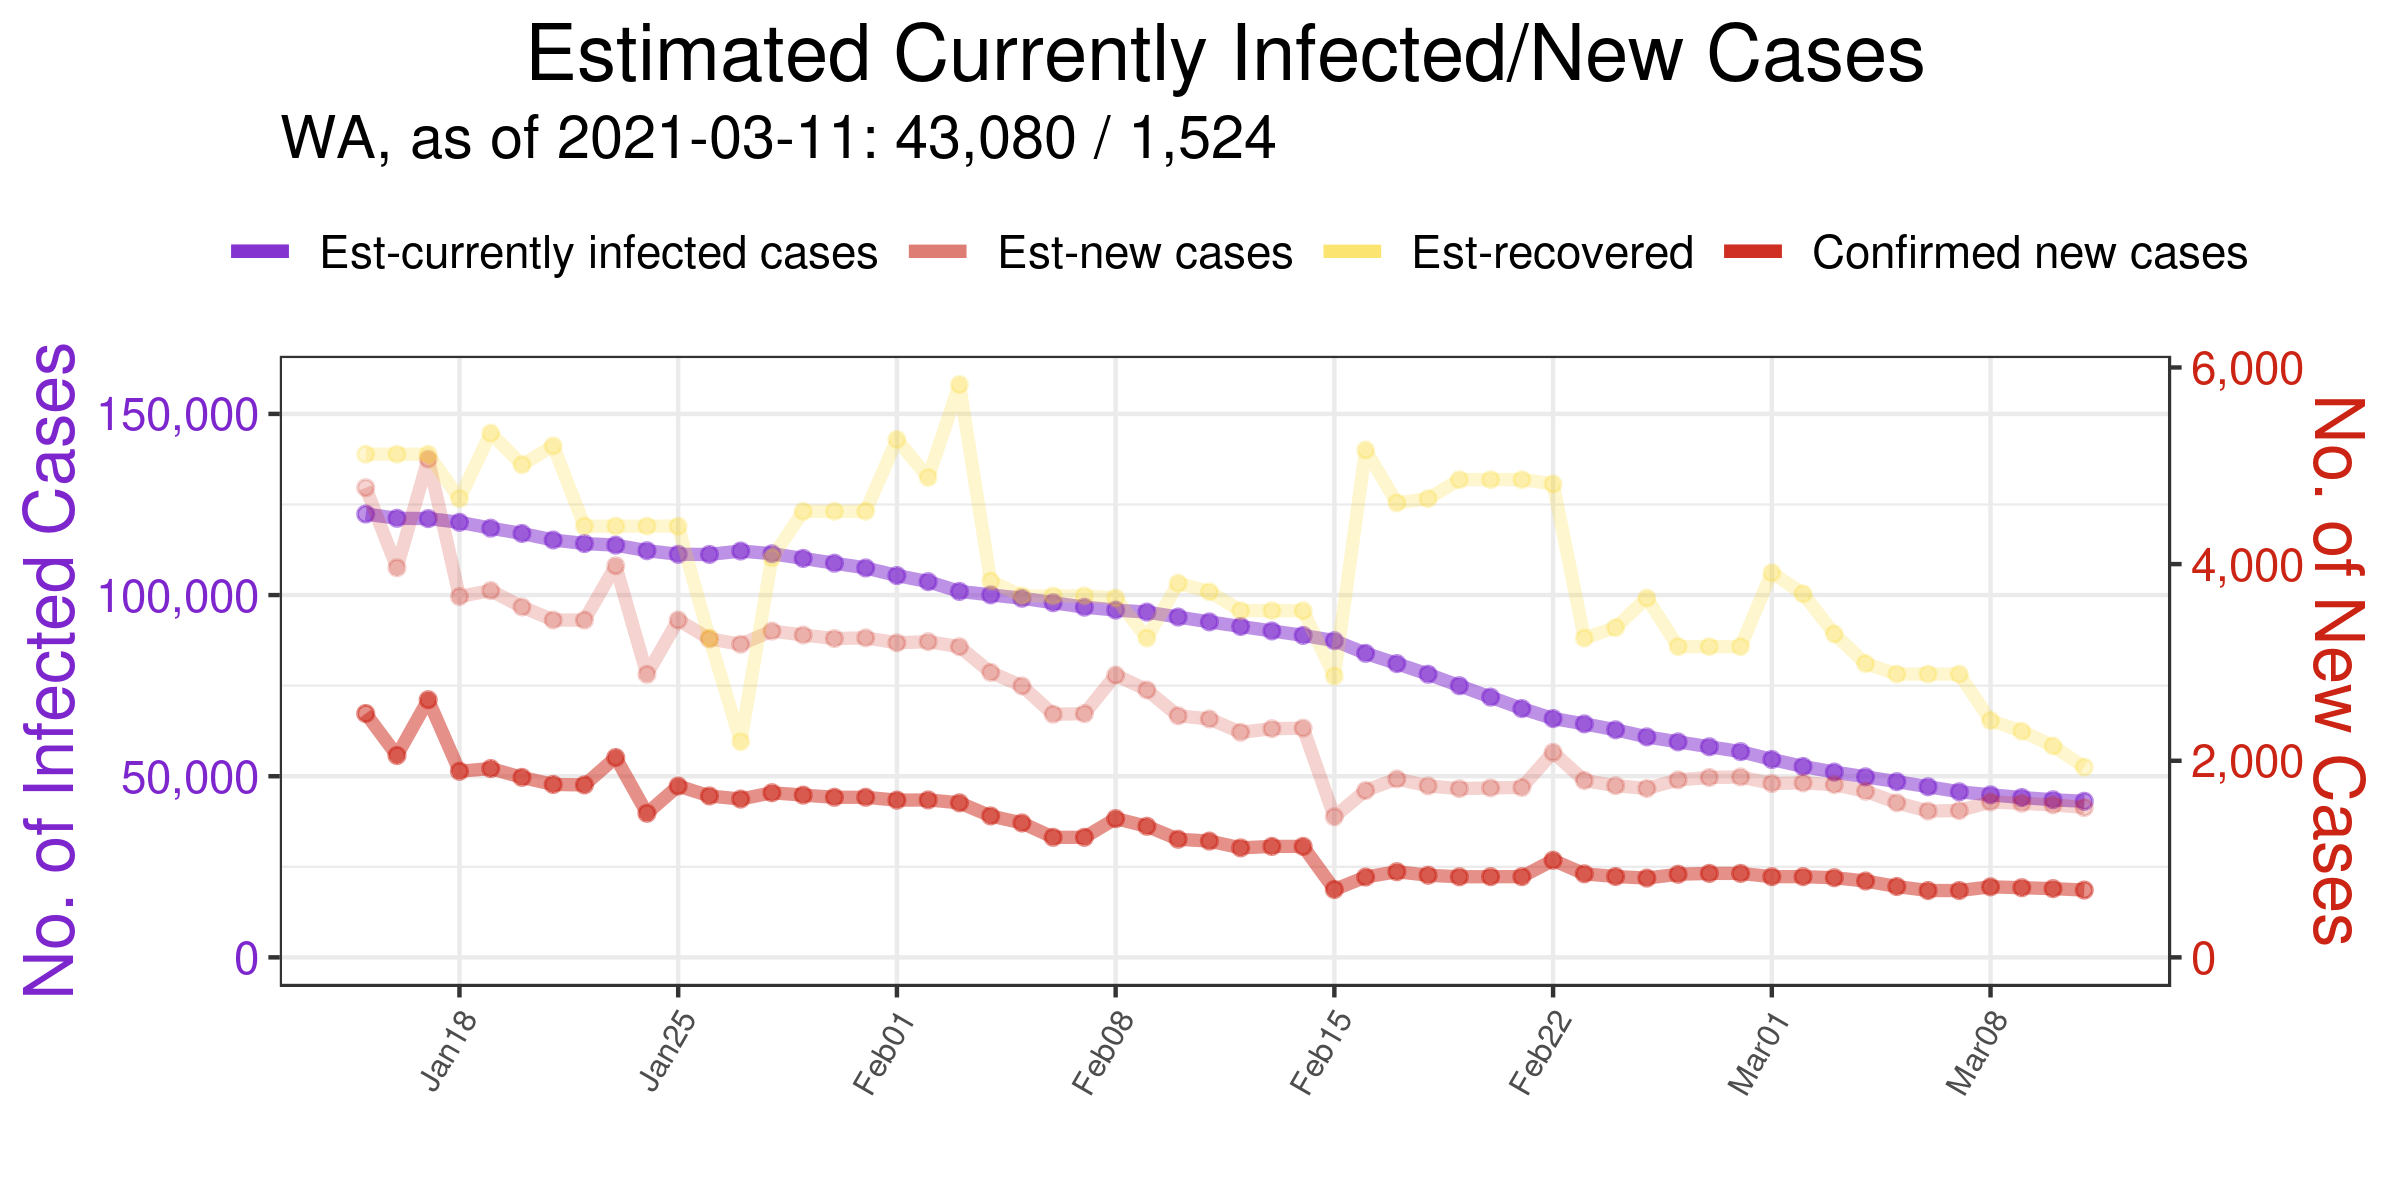 Estimated Currently Infected/New Cases
WA, as of 2021-03-11: 43,080 / 1,524
Est-currently infected cases Est-new cases Est-recovered Confirmed new cases
No. of Infected Cases
150,000
100,000
50,000
0
6,000
4,000
2,000
0
No. of New Cases
Jan18 Jan25 Feb01 Feb08 Feb15 Feb22 Mar01 Mar08